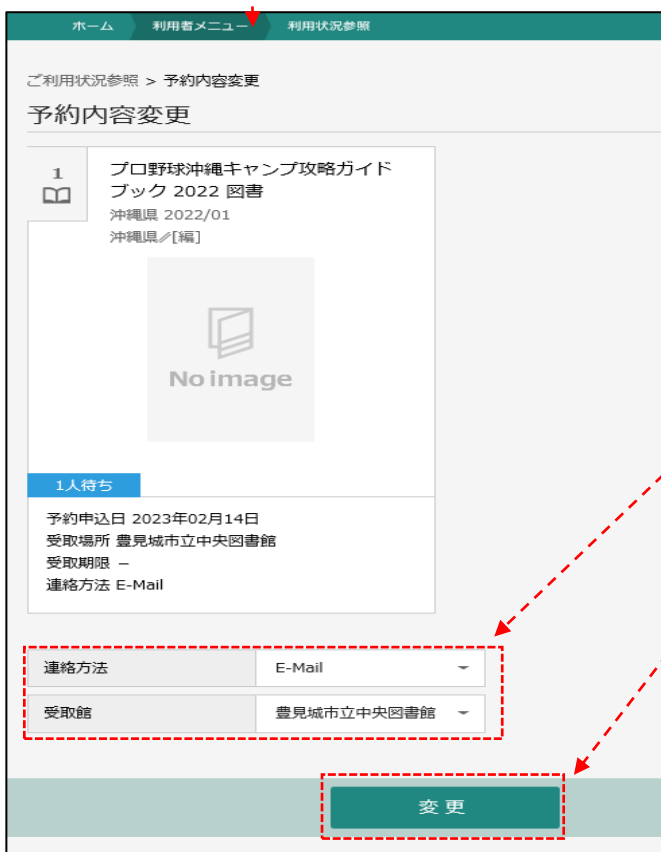 ホーム 利用者メニュー 利用状況参照
ご利用状況参照 > 予約内容変更
予約内容変更
1
プロ野球沖縄キャンプ攻略ガイド
ブック 2022 図書
沖縄県 2022/01
沖縄県∥[編]
No image
1人待ち
予約申込日 2023年02月14日
受取場所 豊見城市立中央図書館
受取期限 −
連絡方法 E-Mail
連絡方法 E-Mail
受取館 豊見城市立中央図書館
変更